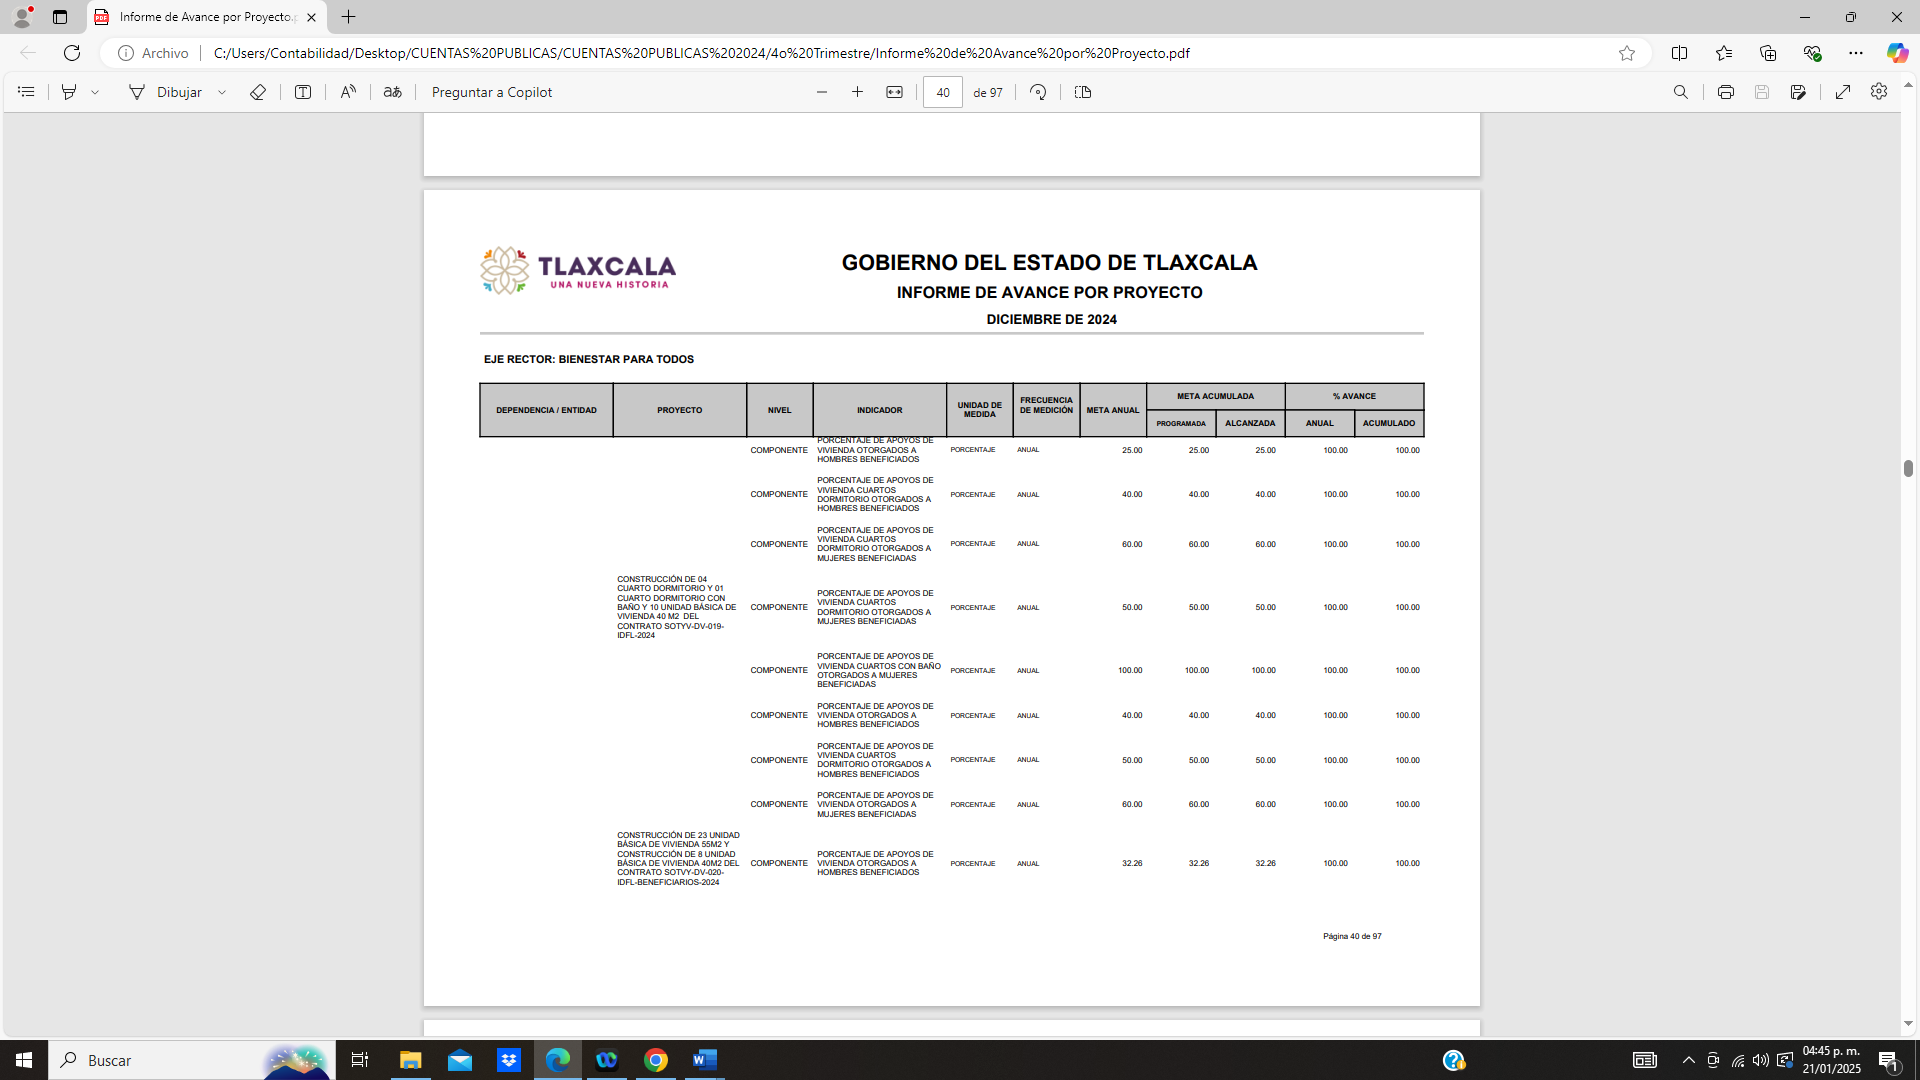 Informe de Avance por Proyecto.p
Archivo
C:/Users/Contabilidad/Desktop/CUENTAS%20PUBLICAS/CUENTAS%20PUBLICAS%202024/4o%20Trimestre/Informe%20de%20Avance%20por%20Proyecto.pdf
Dibujar
Preguntar a Copilot
40 de 97
TLAXCALA
UNA NUEVA HISTORIA
GOBIERNO DEL ESTADO DE TLAXCALA
INFORME DE AVANCE POR PROYECTO
DICIEMBRE DE 2024
EJE RECTOR: BIENESTAR PARA TODOS
DEPENDENCIA / ENTIDAD PROYECTO NIVEL INDICADOR UNIDAD DE MEDIDA FRECUENCIA DE MEDICIÓN META ANUAL META ACUMULADA % AVANCE
PROGRAMADA ALCANZADA ANUAL ACUMULADO
PORCENTAJE DE APOYOS DE
COMPONENTE VIVIENDA OTORGADOS A PORCENTAJE ANUAL 25.00 25.00 25.00 100.00 100.00
HOMBRES BENEFICIADOS
PORCENTAJE DE APOYOS DE
VIVIENDA CUARTOS
COMPONENTE DORMITORIO OTORGADOS A PORCENTAJE ANUAL 40.00 40.00 40.00 100.00 100.00
HOMBRES BENEFICIADOS
PORCENTAJE DE APOYOS DE
VIVIENDA CUARTOS
COMPONENTE DORMITORIO OTORGADOS A PORCENTAJE ANUAL 60.00 60.00 60.00 100.00 100.00
MUJERES BENEFICIADAS
CONSTRUCCIÓN DE 04
CUARTO DORMITORIO Y 01
CUARTO DORMITORIO CON
BAÑO Y 10 UNIDAD BÁSICA DE
VIVIENDA 40 M2 DEL
CONTRATO SOTYV-DV-019-
IDFL-2024
COMPONENTE
PORCENTAJE DE APOYOS DE
VIVIENDA CUARTOS
DORMITORIO OTORGADOS A
MUJERES BENEFICIADAS
PORCENTAJE ANUAL 50.00 50.00 50.00 100.00 100.00
PORCENTAJE DE APOYOS DE
VIVIENDA CUARTOS CON BAÑO
COMPONENTE OTORGADOS A MUJERES PORCENTAJE ANUAL 100.00 100.00 100.00 100.00 100.00
BENEFICIADAS
PORCENTAJE DE APOYOS DE
COMPONENTE VIVIENDA OTORGADOS A PORCENTAJE ANUAL 40.00 40.00 40.00 100.00 100.00
HOMBRES BENEFICIADOS
PORCENTAJE DE APOYOS DE
VIVIENDA CUARTOS
COMPONENTE DORMITORIO OTORGADOS A PORCENTAJE ANUAL 50.00 50.00 50.00 100.00 100.00
HOMBRES BENEFICIADOS
PORCENTAJE DE APOYOS DE
COMPONENTE VIVIENDA OTORGADOS A PORCENTAJE ANUAL 60.00 60.00 60.00 100.00 100.00
MUJERES BENEFICIADAS
CONSTRUCCIÓN DE 23 UNIDAD
BÁSICA DE VIVIENDA 55M2 Y
CONSTRUCCIÓN DE 8 UNIDAD
BÁSICA DE VIVIENDA 40M2 DEL
CONTRATO SOTVY-DV-020-
IDFL-BENEFICIARIOS-2024
COMPONENTE
PORCENTAJE DE APOYOS DE
VIVIENDA OTORGADOS A
HOMBRES BENEFICIADOS
PORCENTAJE ANUAL 32.26 32.26 32.26 100.00 100.00
Página 40 de 97
Buscar
04:45 p. m.
21/01/2025
1